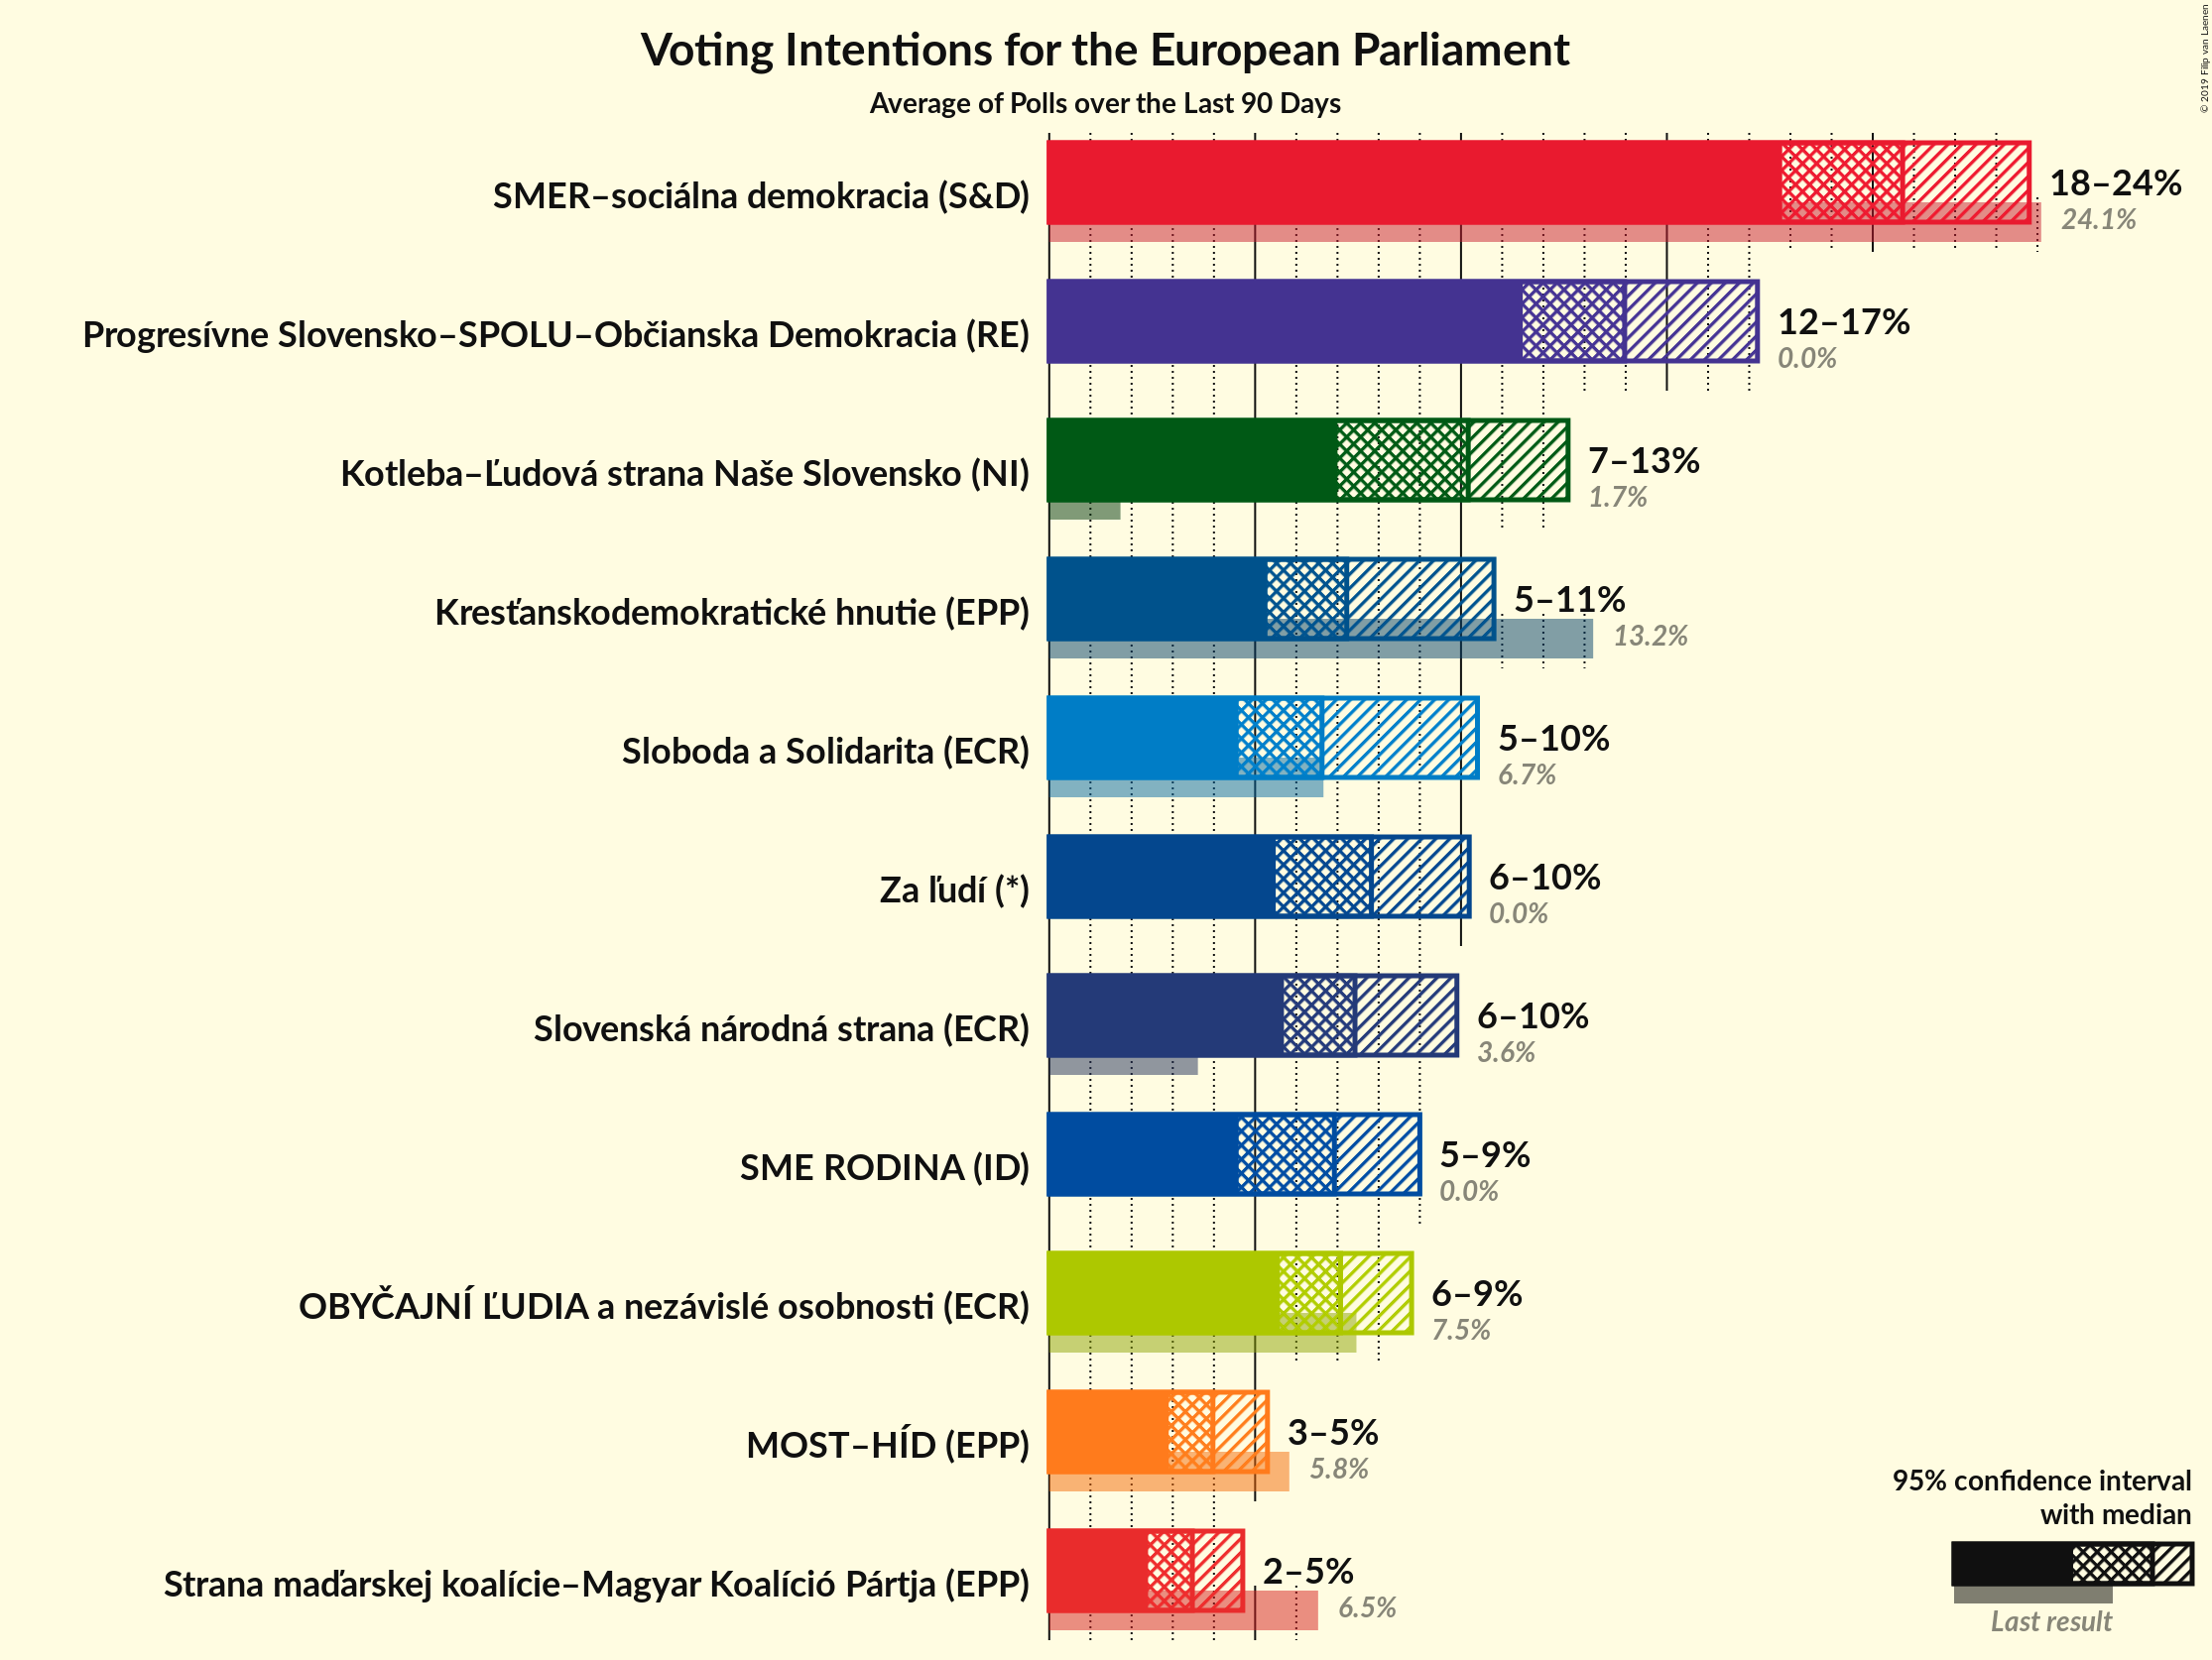 © 2019 Filip van Laenen
Voting Intentions for the European Parliament
Average of Polls over the Last 90 Days
SMER–sociálna demokracia (S&D)
18–24%
24.1%
Progresívne Slovensko–SPOLU–Občianska Demokracia (RE)
12–17%
0.0%
Kotleba–Ľudová strana Naše Slovensko (NI)
7–13%
1.7%
Kresťanskodemokratické hnutie (EPP)
5–11%
13.2%
Sloboda a Solidarita (ECR)
5–10%
6.7%
Za ľudí (*)
6–10%
0.0%
Slovenská národná strana (ECR)
6–10%
3.6%
SME RODINA (ID)
5–9%
0.0%
OBYČAJNÍ ĽUDIA a nezávislé osobnosti (ECR)
6–9%
7.5%
MOST–HÍD (EPP)
3–5%
5.8%
Strana maďarskej koalície–Magyar Koalíció Pártja (EPP)
2–5%
6.5%
95% confidence interval
with median
Last result